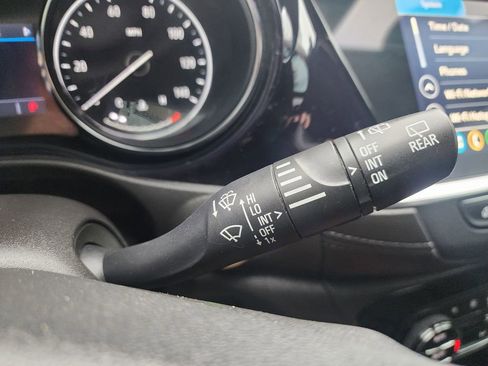 60
80
40
MPH
100
20
120
140
C
H
HI
LO
INT
OFF
1x
OFF
INT
ON
REAR
Time / Date
Language
Phones
Wi-Fi Networks